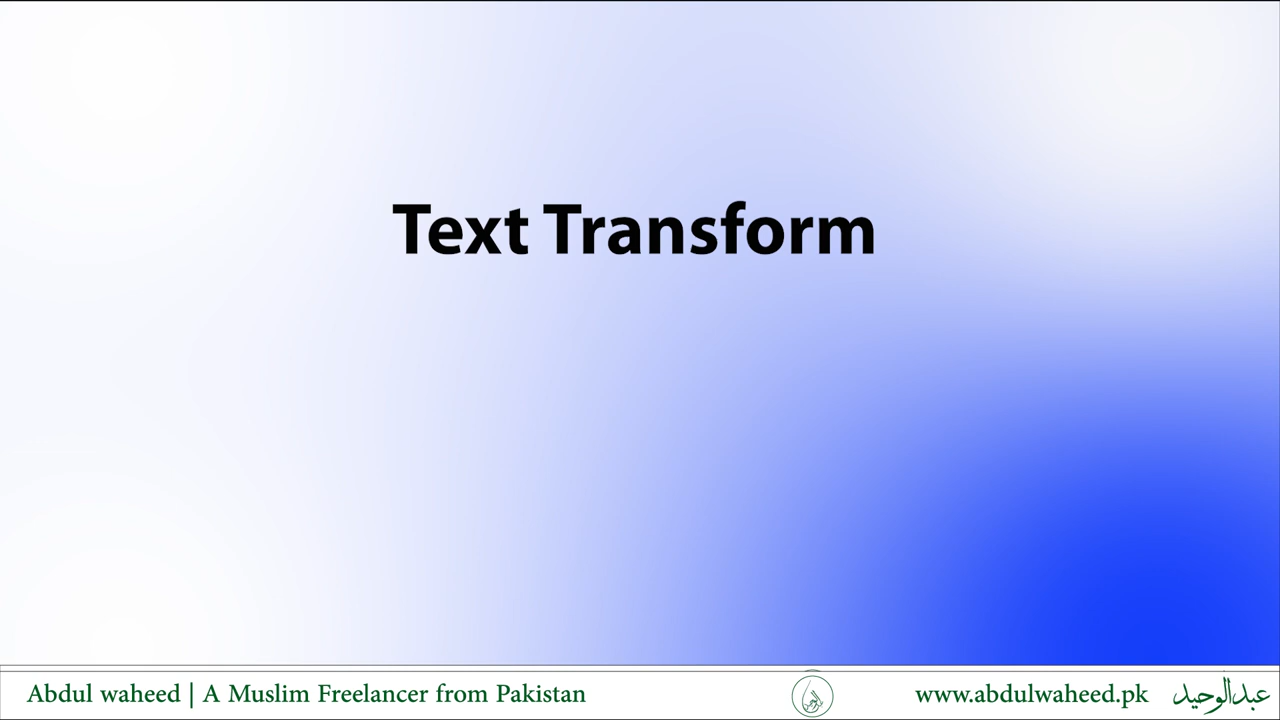 Text Transform
Abdul waheed | A Muslim Freelancer from Pakistan
www.abdulwaheed.pk
عبدالوحید